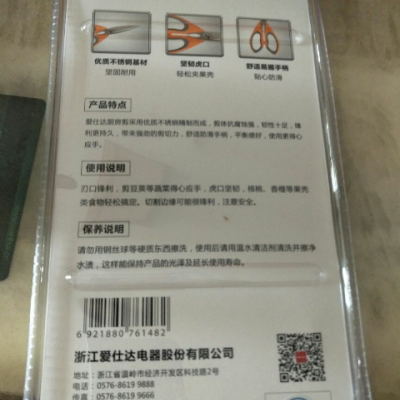 优质不锈钢基材 坚韧虎口 舒适易握手柄
坚固耐用 轻松夹果壳 贴心防滑
产品特点
爱仕达厨房剪采用优质不锈钢精制而成，剪体抗腐蚀强，韧性十足，锋
利更持久，带来强劲的剪切力，舒适防滑手柄，平衡感好，使用更得心
应手。
使用说明
刃口锋利，剪豆荚等蔬菜得心应手，虎口坚韧，核桃、香榧等果壳
类食物轻松搞定。切割边缘可能很锋利，注意安全。
保养说明
请勿用钢丝球等硬质东西擦洗，使用后请用温水清洁剂清洗并擦净
水渍，这样能保持产品的光泽及延长使用寿命。
6 921880 761482
浙江爱仕达电器股份有限公司
地址：浙江省温岭市经济开发区科技路2号
电话：0576-8619 9888
传真：0576-8619 9666